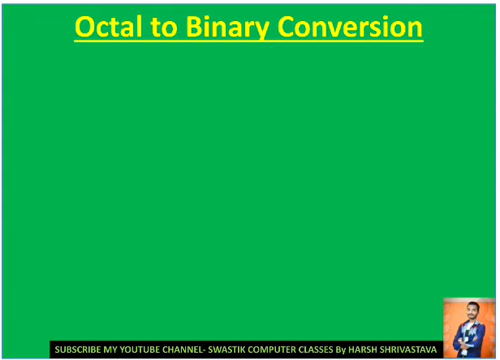 Octal to Binary Conversion
SUBSCRIBE MY YOUTUBE CHANNEL- SWASTIK COMPUTER CLASSES By HARSH SHRIVASTAVA